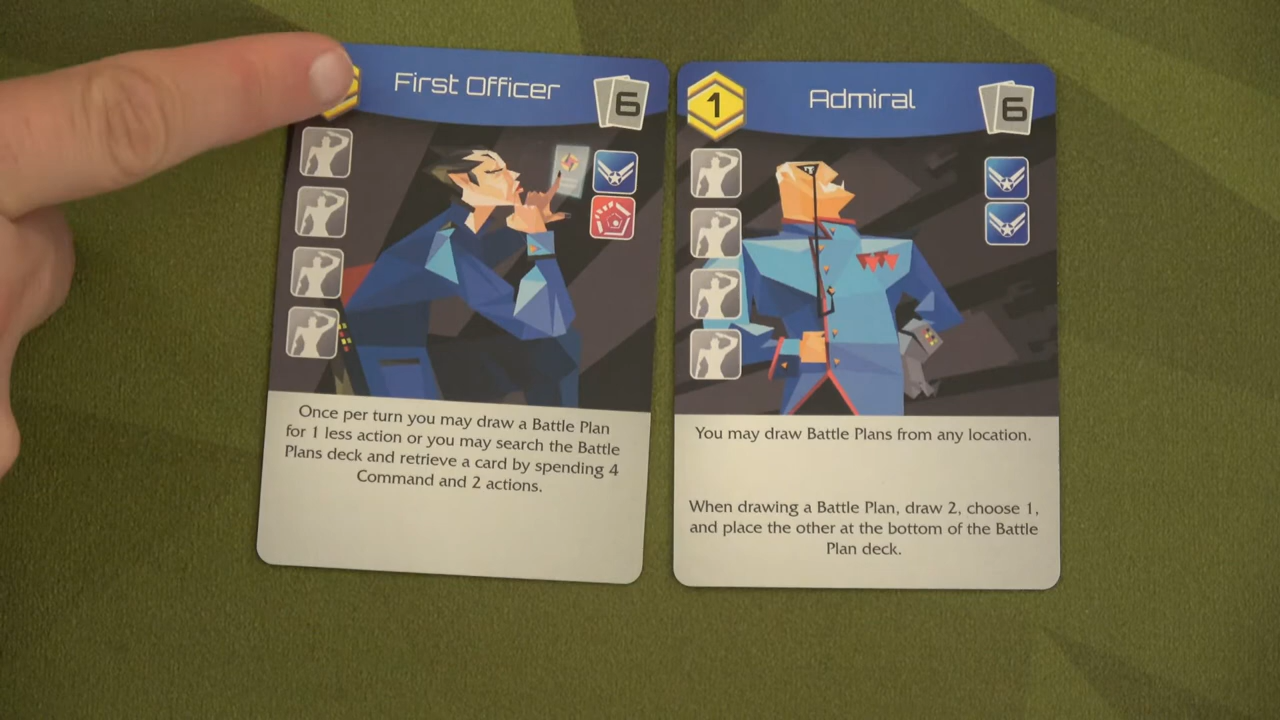 First Officer
6
Once per turn you may draw a Battle Plan
for 1 less action or you may search the Battle
Plans deck and retrieve a card by spending 4
Command and 2 actions.
1
Admiral
6
You may draw Battle Plans from any location.
When drawing a Battle Plan, draw 2, choose 1,
and place the other at the bottom of the Battle
Plan deck.